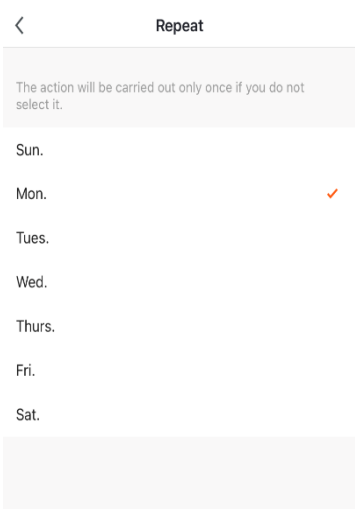 Repeat
The action will be carried out only once if you do not
select it.
Sun.
Mon.
Tues.
Wed.
Thurs.
Fri.
Sat.